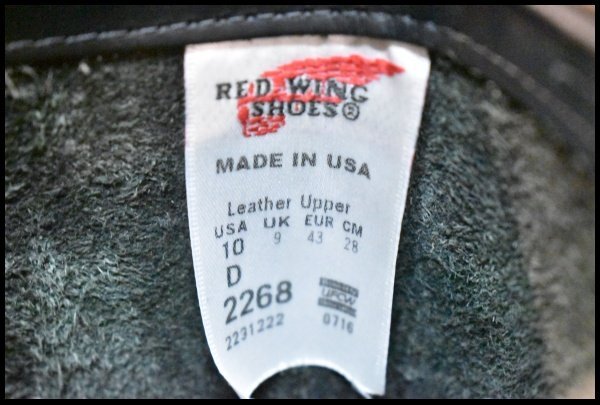 RED WING
SHOES®
MADE IN USA
Leather Upper
USA UK EUR CM
10 9 43 28
D
2268
UFCW
2231222 0716